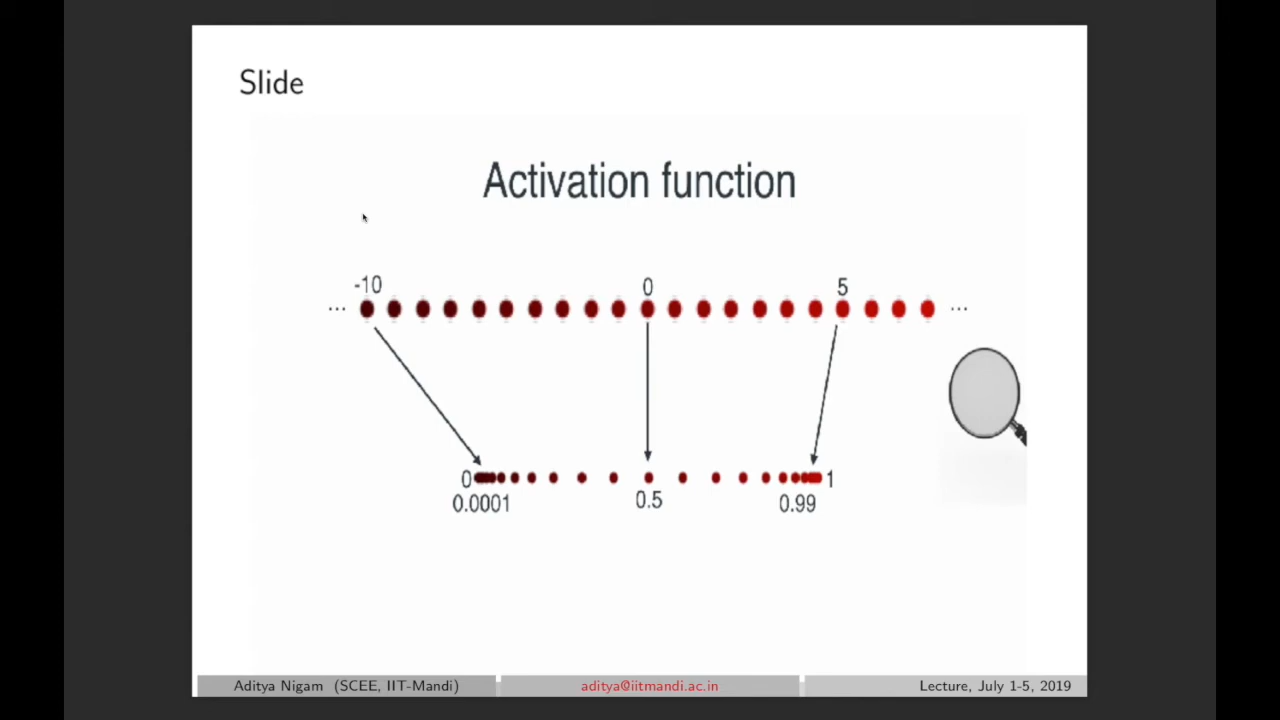 Slide
Activation function
-10 0 5
... ...
0 1
0.0001 0.5 0.99
Aditya Nigam (SCEE, IIT-Mandi) aditya@iitmandi.ac.in Lecture, July 1-5, 2019